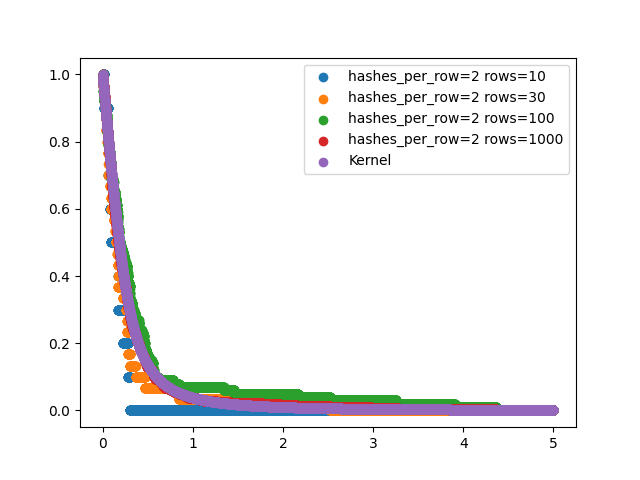 hashes_per_row=2 rows=10
hashes_per_row=2 rows=30
hashes_per_row=2 rows=100
hashes_per_row=2 rows=1000
Kernel
1.0
0.8
0.6
0.4
0.2
0.0
0 1 2 3 4 5